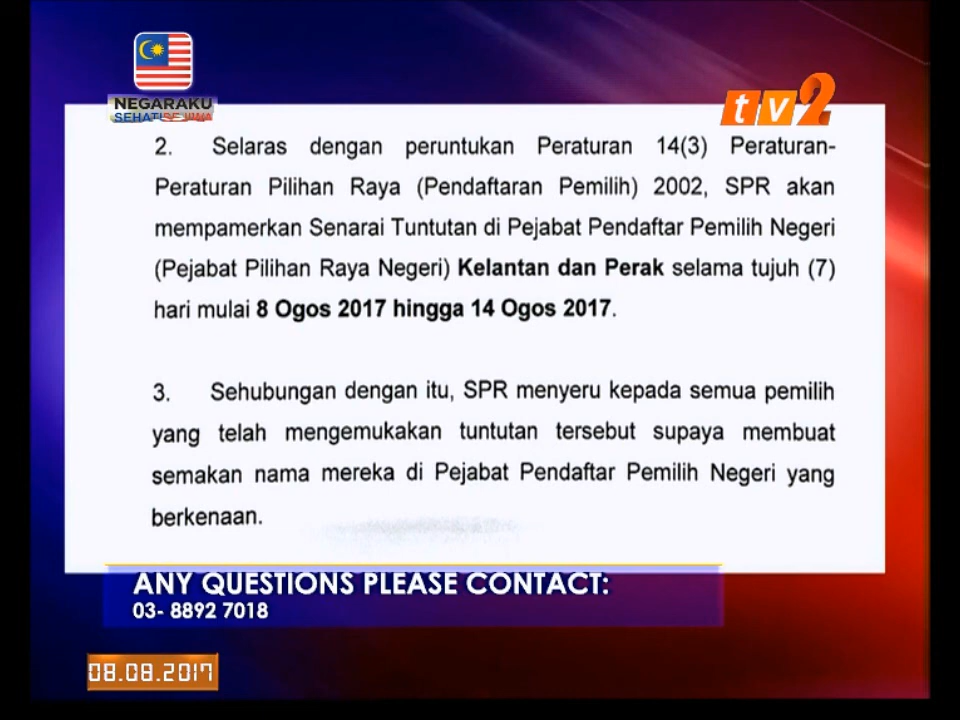 NEGARAKU
SEHATI SEJIWA
tv2
2. Selaras dengan peruntukan Peraturan 14(3) Peraturan-
Peraturan Pilihan Raya (Pendaftaran Pemilih) 2002, SPR akan
mempamerkan Senarai Tuntutan di Pejabat Pendaftar Pemilih Negeri
(Pejabat Pilihan Raya Negeri) Kelantan dan Perak selama tujuh (7)
hari mulai 8 Ogos 2017 hingga 14 Ogos 2017.
3. Sehubungan dengan itu, SPR menyeru kepada semua pemilih
yang telah mengemukakan tuntutan tersebut supaya membuat
semakan nama mereka di Pejabat Pendaftar Pemilih Negeri yang
berkenaan.
ANY QUESTIONS PLEASE CONTACT:
03- 8892 7018
08.08.2017